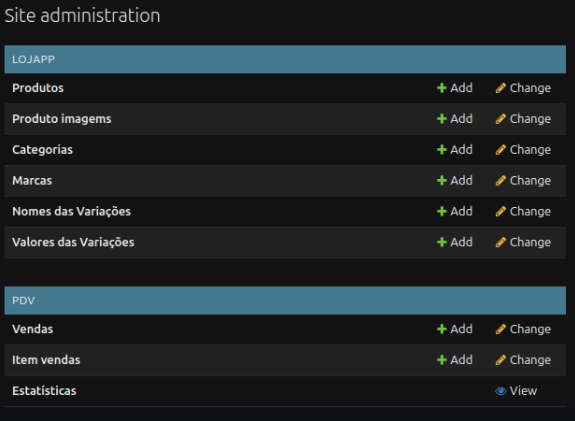 Site administration
LOJAPP
Produtos Add Change
Produto imagems Add Change
Categorias Add Change
Marcas Add Change
Nomes das Variações Add Change
Valores das Variações Add Change
PDV
Vendas Add Change
Item vendas Add Change
Estatísticas View